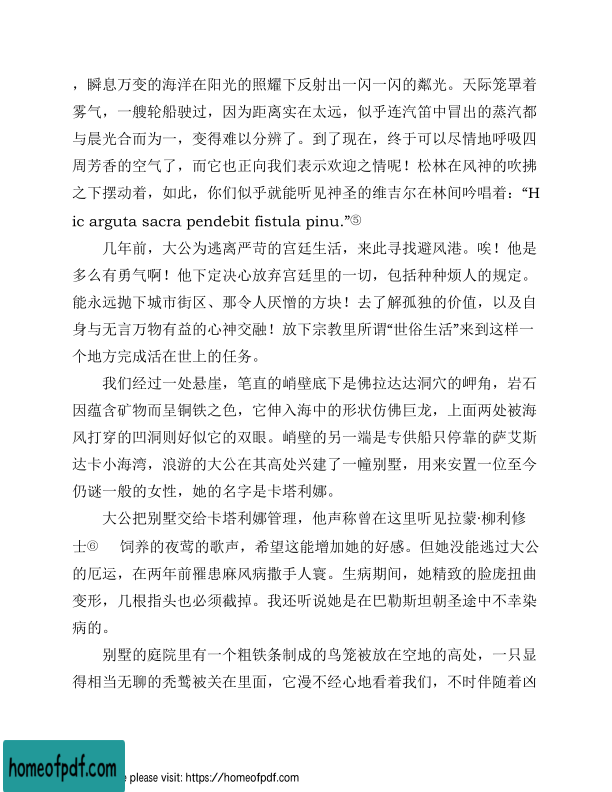 ，瞬息万变的海洋在阳光的照耀下反射出一闪一闪的粼光。天际笼罩着
雾气，一艘轮船驶过，因为距离实在太远，似乎连汽笛中冒出的蒸汽都
与晨光合而为一，变得难以分辨了。到了现在，终于可以尽情地呼吸四
周芳香的空气了，而它也正向我们表示欢迎之情呢！松林在风神的吹拂
之下摆动着，如此，你们似乎就能听见神圣的维吉尔在林间吟唱着：“H
ic arguta sacra pendebit fistula pinu.”⑤
几年前，大公为逃离严苛的宫廷生活，来此寻找避风港。唉！他是
多么有勇气啊！他下定决心放弃宫廷里的一切，包括种种烦人的规定。
能永远抛下城市街区、那令人厌憎的方块！去了解孤独的价值，以及自
身与无言万物有益的心神交融！放下宗教里所谓“世俗生活”来到这样一
个地方完成活在世上的任务。
我们经过一处悬崖，笔直的峭壁底下是佛拉达达洞穴的岬角，岩石
因蕴含矿物而呈铜铁之色，它伸入海中的形状仿佛巨龙，上面两处被海
风打穿的凹洞则好似它的双眼。峭壁的另一端是专供船只停靠的萨艾斯
达卡小海湾，浪游的大公在其高处兴建了一幢别墅，用来安置一位至今
仍谜一般的女性，她的名字是卡塔利娜。
大公把别墅交给卡塔利娜管理，他声称曾在这里听见拉蒙·柳利修
士⑥ 饲养的夜莺的歌声，希望这能增加她的好感。但她没能逃过大公
的厄运，在两年前罹患麻风病撒手人寰。生病期间，她精致的脸庞扭曲
变形，几根指头也必须截掉。我还听说她是在巴勒斯坦朝圣途中不幸染
病的。
别墅的庭院里有一个粗铁条制成的鸟笼被放在空地的高处，一只显
得相当无聊的秃鹫被关在里面，它漫不经心地看着我们，不时伴随着凶
homeofpdf.com
e please visit: https://homeofpdf.com